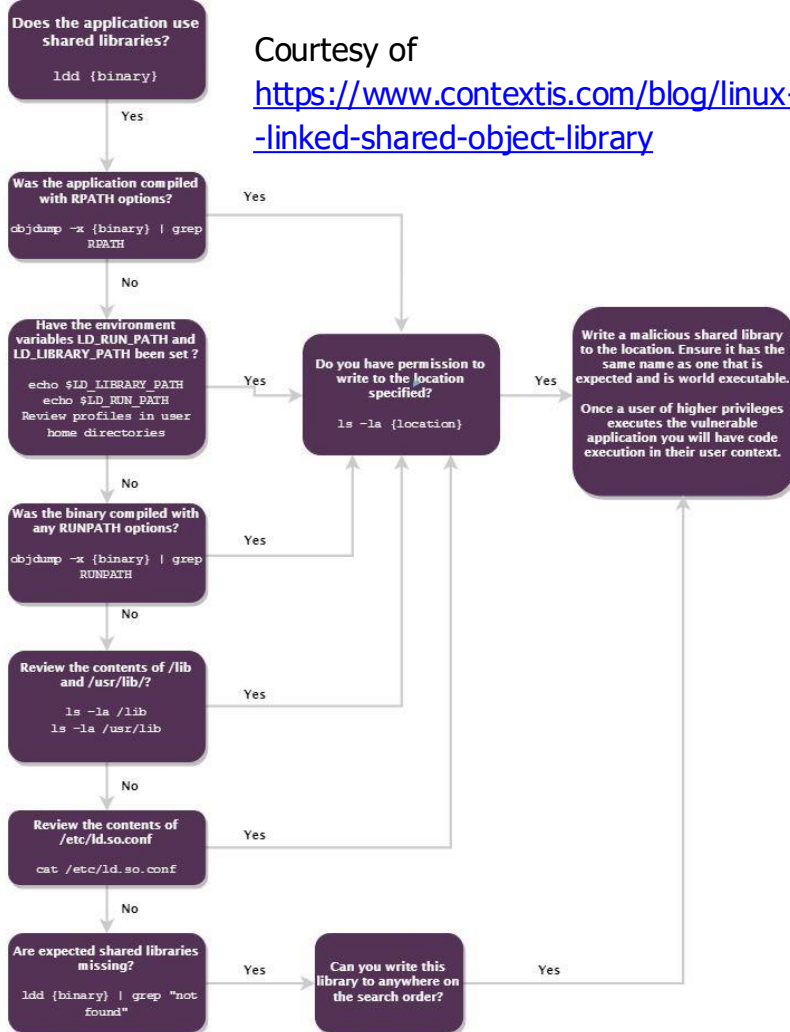 Does the application use
shared libraries?
ldd {binary}
Courtesy of
https://www.contextis.com/blog/linux-
-linked-shared-object-library
Yes
Was the application compiled
with RPATH options?
objdump -x {binary} | grep
RPATH
Yes
No
Have the environment
variables LD_RUN_PATH and
LD_LIBRARY_PATH been set ?
echo $LD_LIBRARY_PATH
echo $LD_RUN_PATH
Review profiles in user
home directories
Yes
Do you have permission to
write to the location
specified?
ls -la {location}
Yes
Write a malicious shared library
to the location. Ensure it has the
same name as one that is
expected and is world executable.
Once a user of higher privileges
executes the vulnerable
application you will have code
execution in their user context.
No
Was the binary compiled with
any RUNPATH options?
objdump -x {binary} | grep
RUNPATH
Yes
No
Review the contents of /lib
and /usr/lib/?
ls -la /lib
ls -la /usr/lib
Yes
No
Review the contents of
/etc/ld.so.conf
cat /etc/ld.so.conf
Yes
No
Are expected shared libraries
missing?
ldd {binary} | grep "not
found"
Yes
Can you write this
library to anywhere on
the search order?
Yes